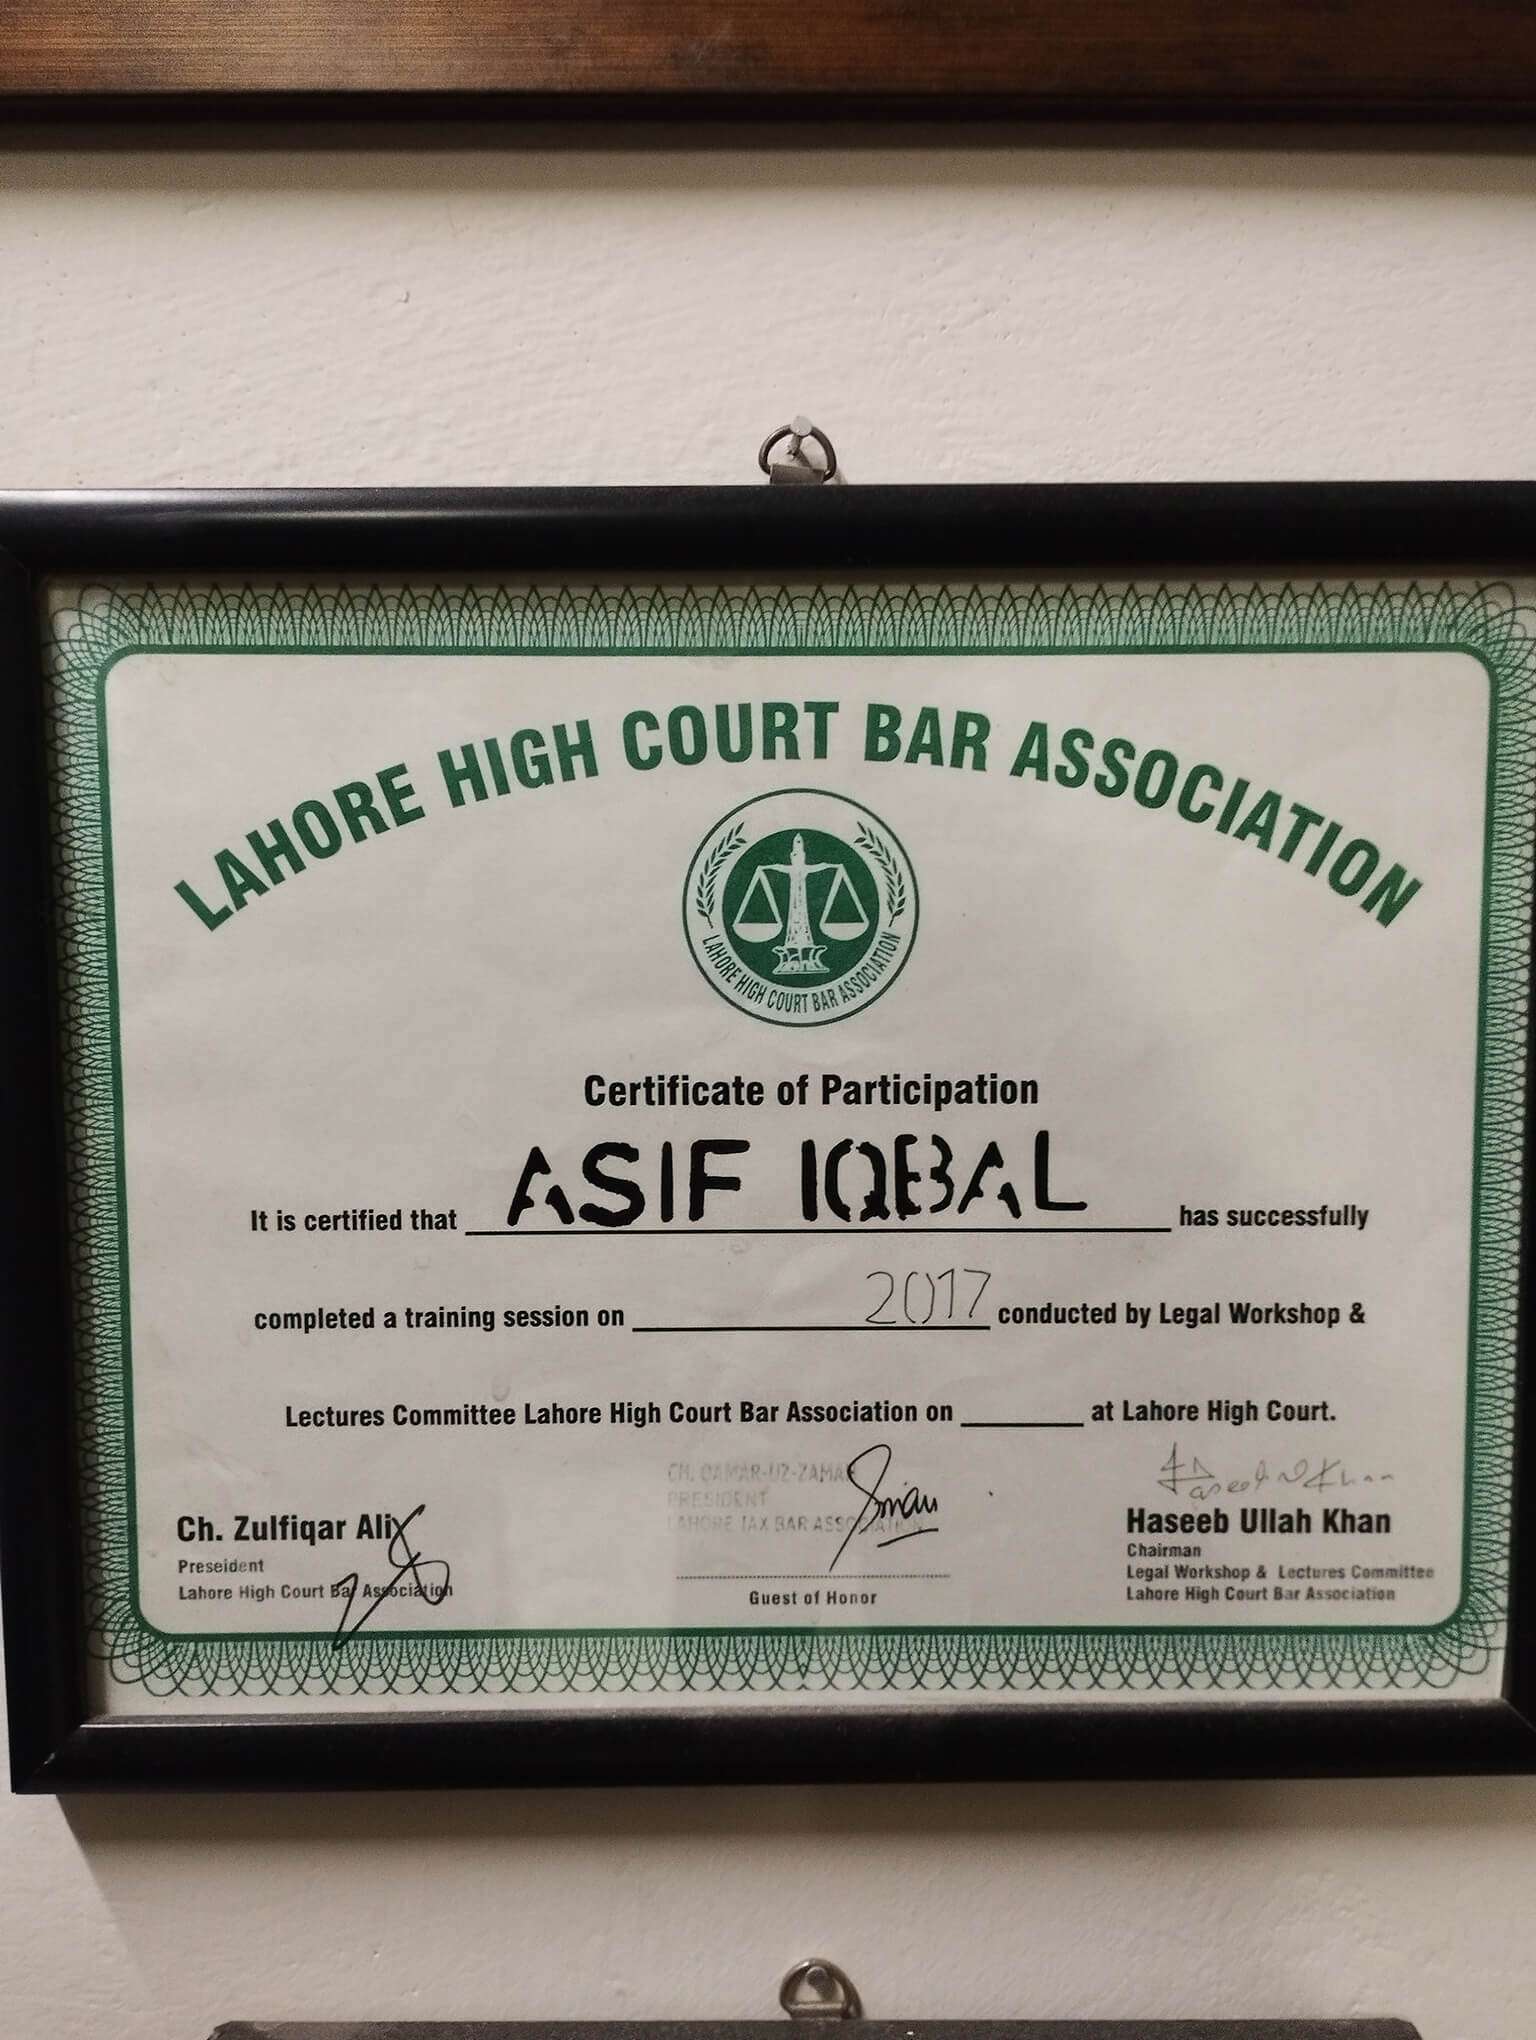 LAHORE HIGH COURT BAR ASSOCIATION
LAHORE HIGH COURT BAR ASSOCIATION
Certificate of Participation
It is certified that ASIF IQBAL has successfully
completed a training session on 2017 conducted by Legal Workshop &
Lectures Committee Lahore High Court Bar Association on ______ at Lahore High Court.
Ch. Zulfiqar Ali
Preseident
Lahore High Court Bar Association
CH. QAMAR-UZ-ZAMAN
PRESIDENT
LAHORE TAX BAR ASSOCIATION
Guest of Honor
Haseeb Ullah Khan
Chairman
Legal Workshop & Lectures Committee
Lahore High Court Bar Association